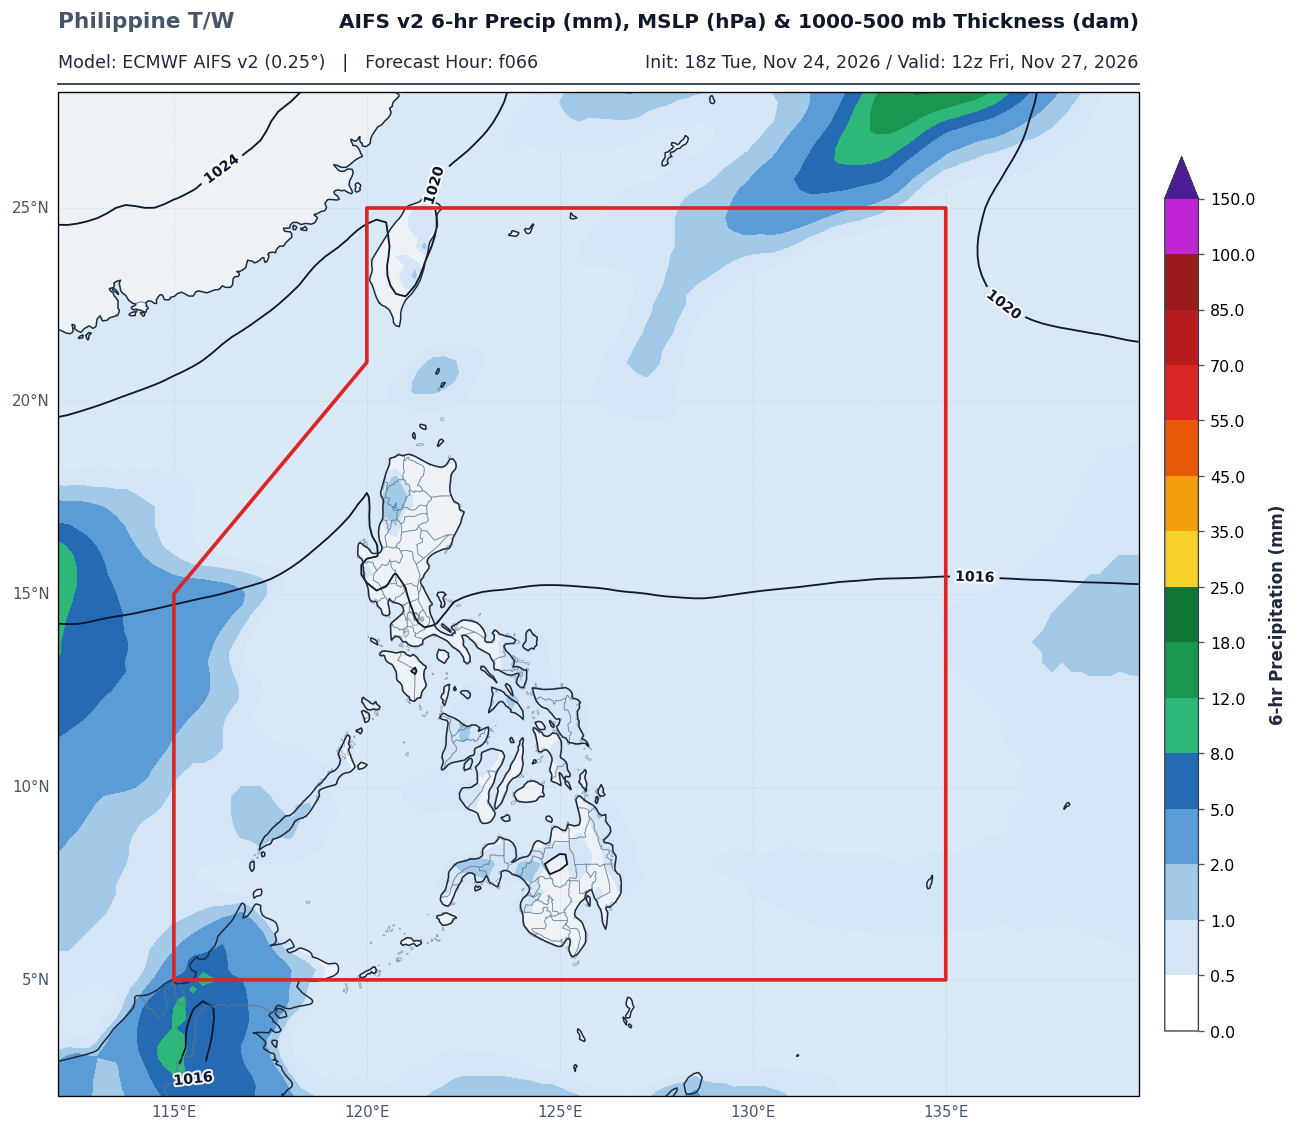 Philippine T/W
AIFS v2 6-hr Precip (mm), MSLP (hPa) & 1000-500 mb Thickness (dam)
Model: ECMWF AIFS v2 (0.25°) | Forecast Hour: f066
Init: 18z Tue, Nov 24, 2026 / Valid: 12z Fri, Nov 27, 2026
1024
1020
1020
1016
1016
25°N
20°N
15°N
10°N
5°N
115°E
120°E
125°E
130°E
135°E
150.0
100.0
85.0
70.0
55.0
45.0
35.0
25.0
18.0
12.0
8.0
5.0
2.0
1.0
0.5
0.0
6-hr Precipitation (mm)